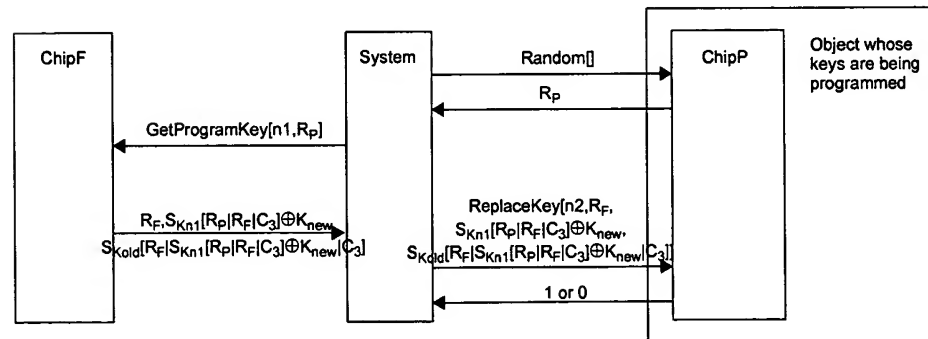 ChipF
System
ChipP
Object whose
keys are being
programmed
Random[]
R_P
GetProgramKey[n1,R_P]
R_F,S_Kn1[R_P|R_F|C_3]⊕K_new,
S_Kold[R_F|S_Kn1[R_P|R_F|C_3]⊕K_new|C_3]
ReplaceKey[n2,R_F,
S_Kn1[R_P|R_F|C_3]⊕K_new,
S_Kold[R_F|S_Kn1[R_P|R_F|C_3]⊕K_new|C_3]]
1 or 0